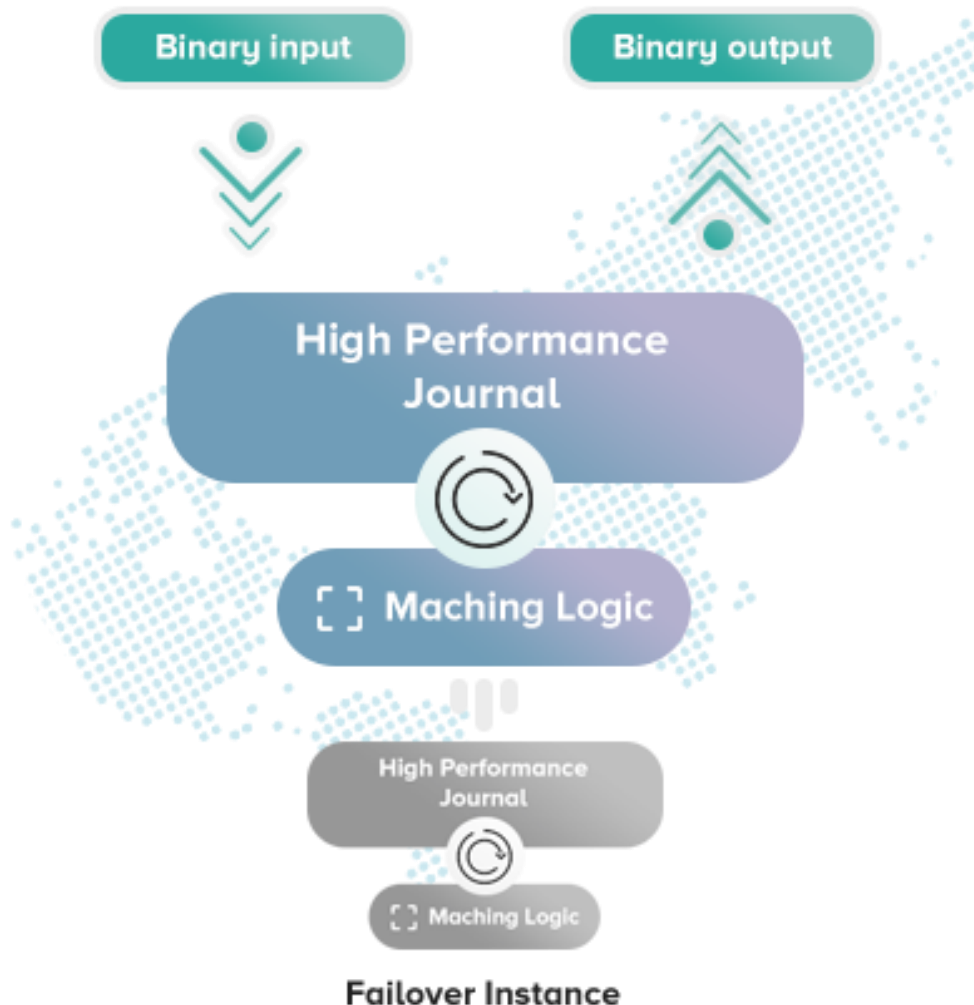 Binary input
Binary output
High Performance
Journal
Maching Logic
High Performance
Journal
Maching Logic
Failover Instance